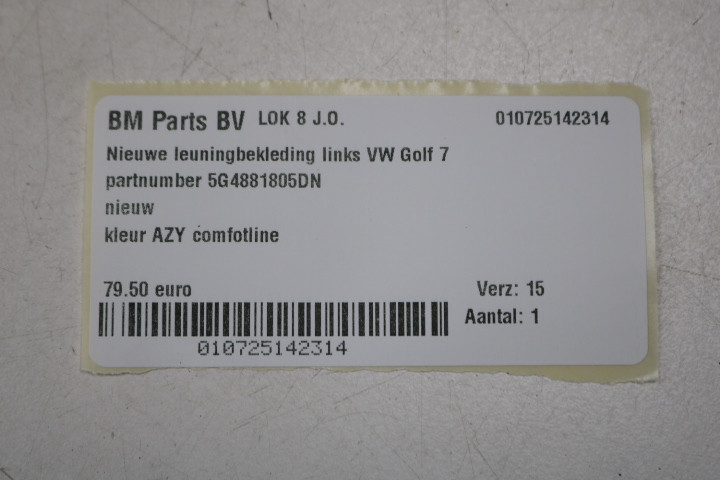 BM Parts BV LOK 8 J.O. 010725142314
Nieuwe leuningbekleding links VW Golf 7
partnumber 5G4881805DN
nieuw
kleur AZY comfotline
79.50 euro Verz: 15
Aantal: 1
010725142314